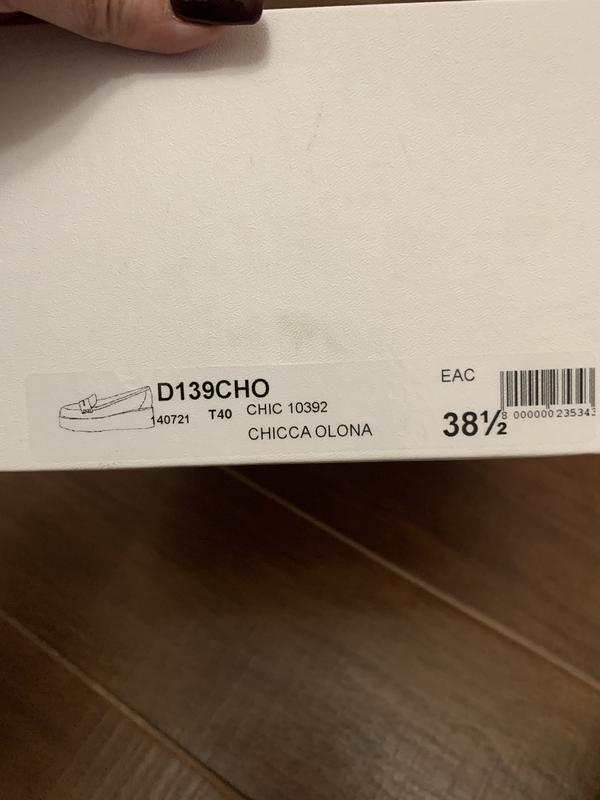 D139CHO
140721 T40 CHIC 10392
CHICCA OLONA
EAC
38½
8 000000 235343